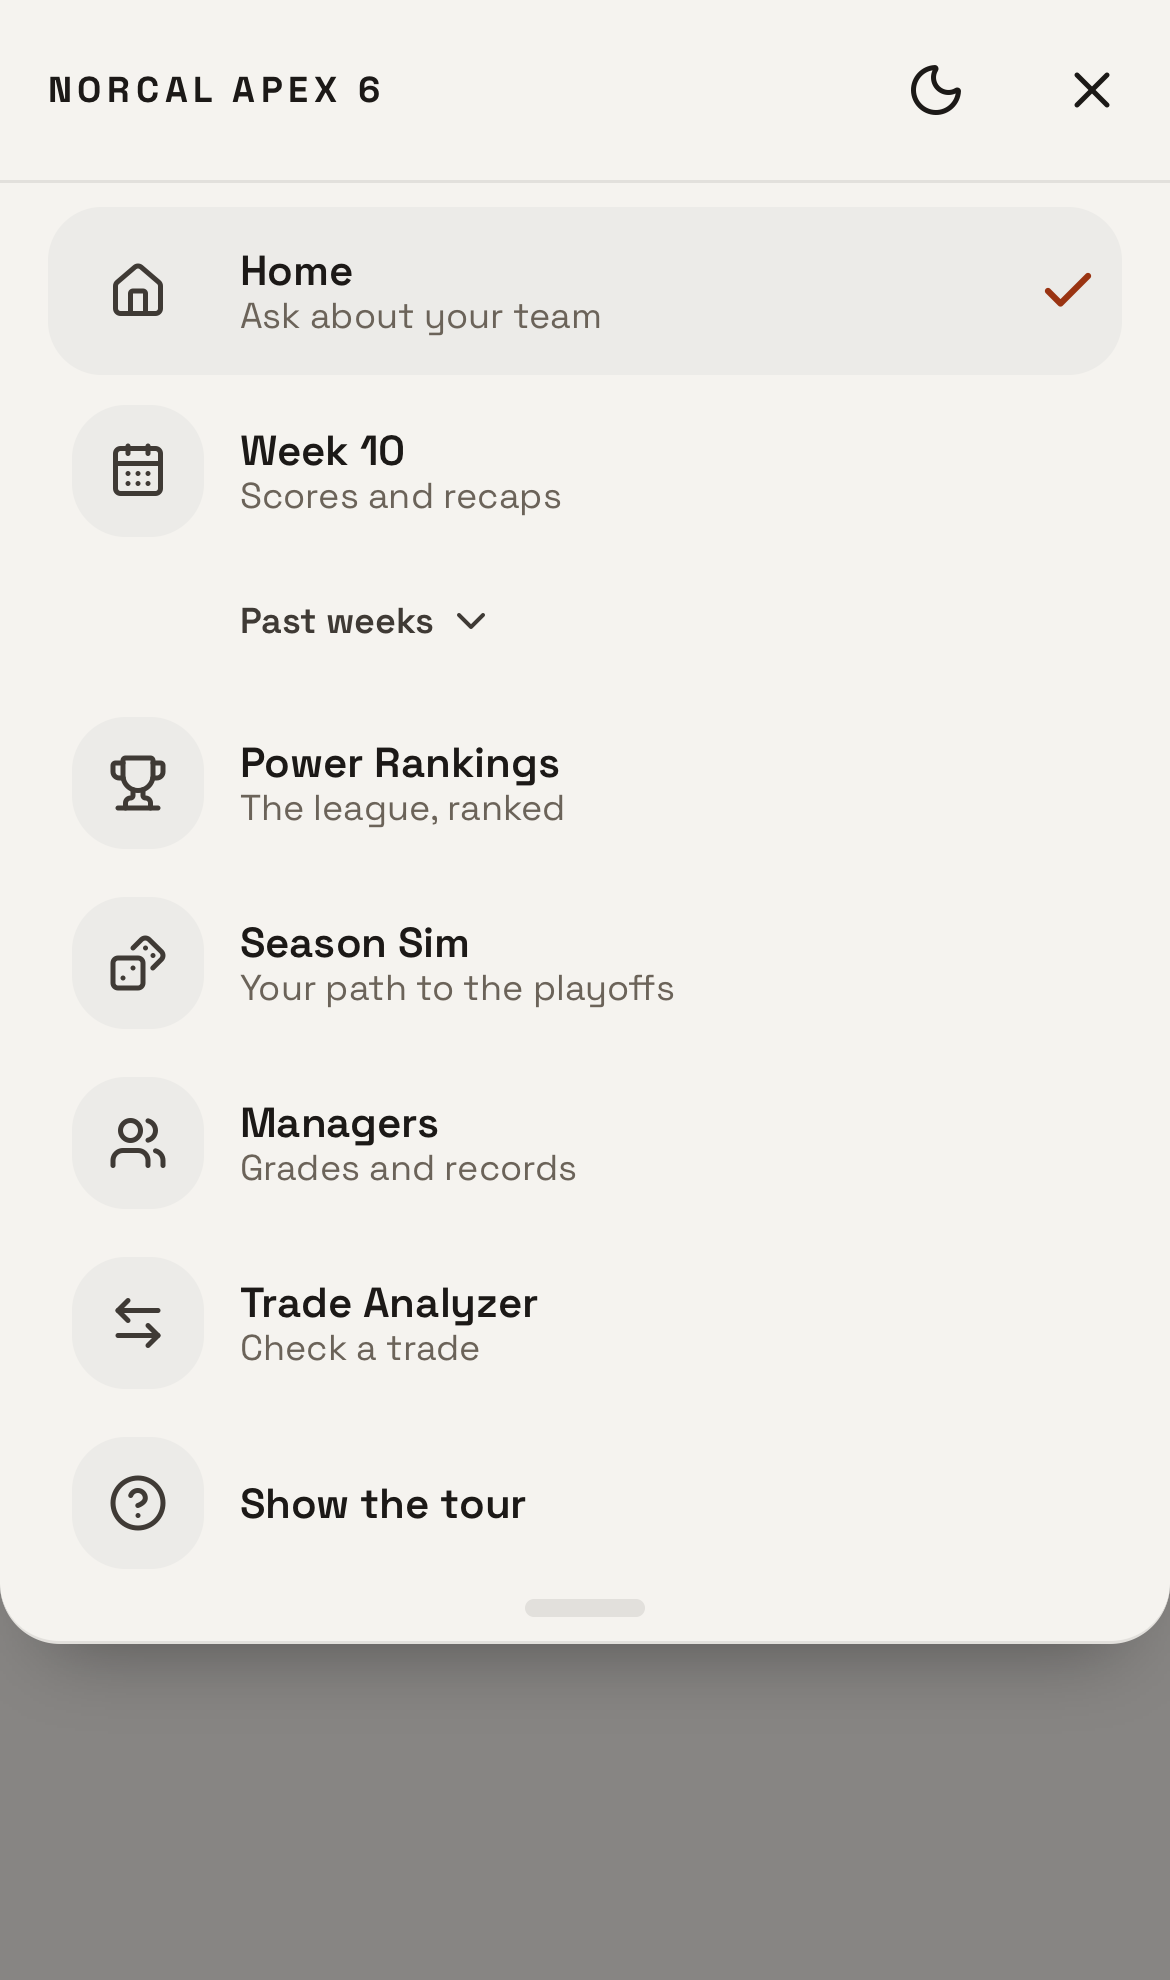 NORCAL APEX 6
Home
Ask about your team
Week 10
Scores and recaps
Past weeks
Power Rankings
The league, ranked
Season Sim
Your path to the playoffs
Managers
Grades and records
Trade Analyzer
Check a trade
Show the tour